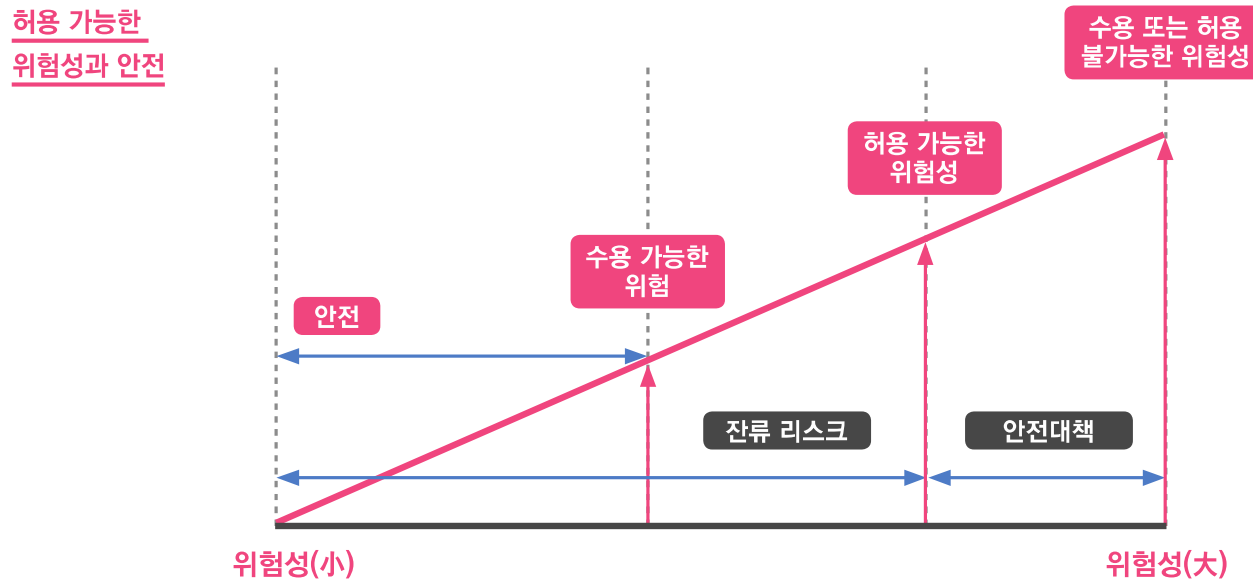 허용 가능한
위험성과 안전
수용 또는 허용
불가능한 위험성
허용 가능한
위험성
수용 가능한
위험
안전
잔류 리스크
안전대책
위험성(小)
위험성(大)